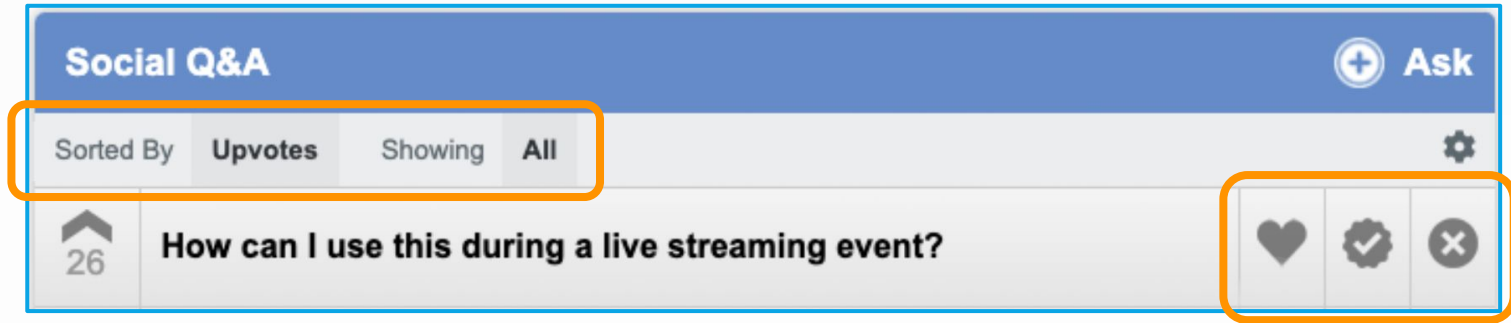 Social Q&A
Ask
Sorted By Upvotes Showing All
26
How can I use this during a live streaming event?